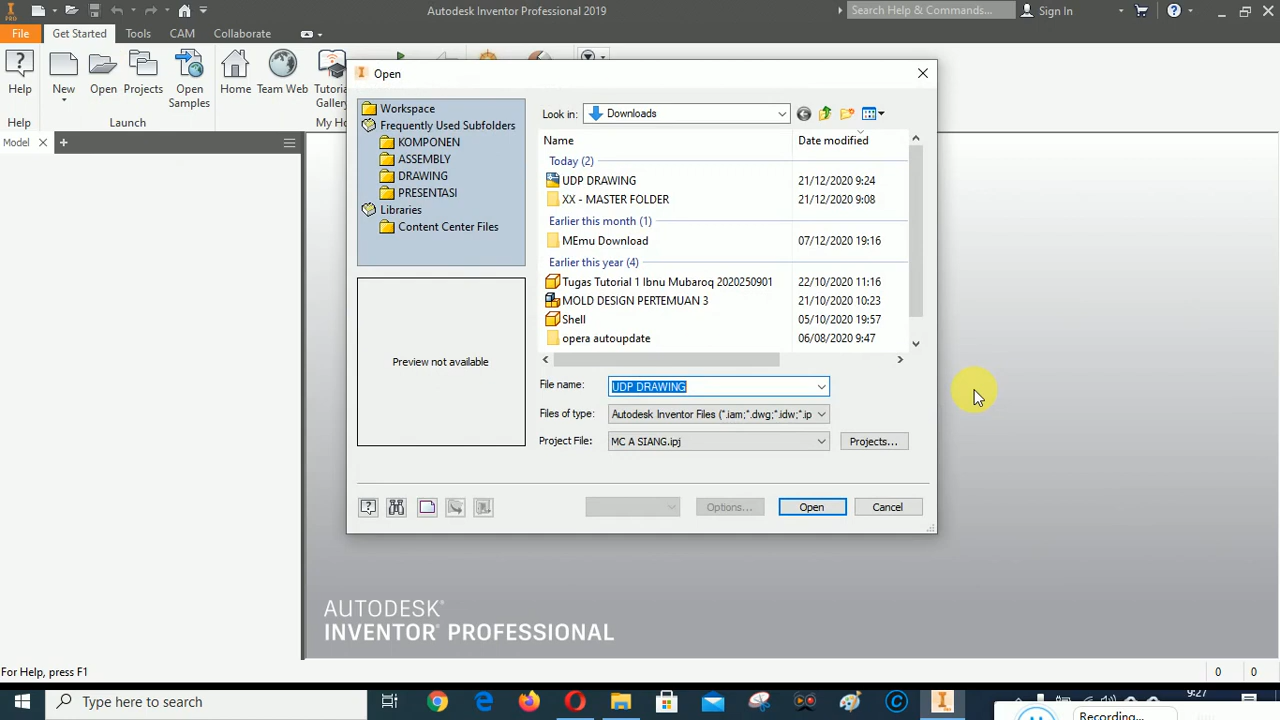 PRO
Autodesk Inventor Professional 2019
Search Help & Commands...
Sign In
File
Get Started
Tools
CAM
Collaborate
Help
New
Open
Projects
Open Samples
Home
Team Web
Gallery
Help
Launch
Model
Open
Workspace
Frequently Used Subfolders
KOMPONEN
ASSEMBLY
DRAWING
PRESENTASI
Libraries
Content Center Files
Preview not available
Look in:
Downloads
Name
Date modified
Today (2)
UDP DRAWING 21/12/2020 9:24
XX - MASTER FOLDER 21/12/2020 9:08
Earlier this month (1)
MEmu Download 07/12/2020 19:16
Earlier this year (4)
Tugas Tutorial 1 Ibnu Mubaroq 2020250901 22/10/2020 11:16
MOLD DESIGN PERTEMUAN 3 21/10/2020 10:23
Shell 05/10/2020 19:57
opera autoupdate 06/08/2020 9:47
File name: UDP DRAWING
Files of type: Autodesk Inventor Files (*.iam;*.dwg;*.idw;*.ip
Project File: MC A SIANG.ipj
Projects...
Options...
Open
Cancel
AUTODESK®
INVENTOR® PROFESSIONAL
For Help, press F1
0 0
Type here to search
9:27
Recording...